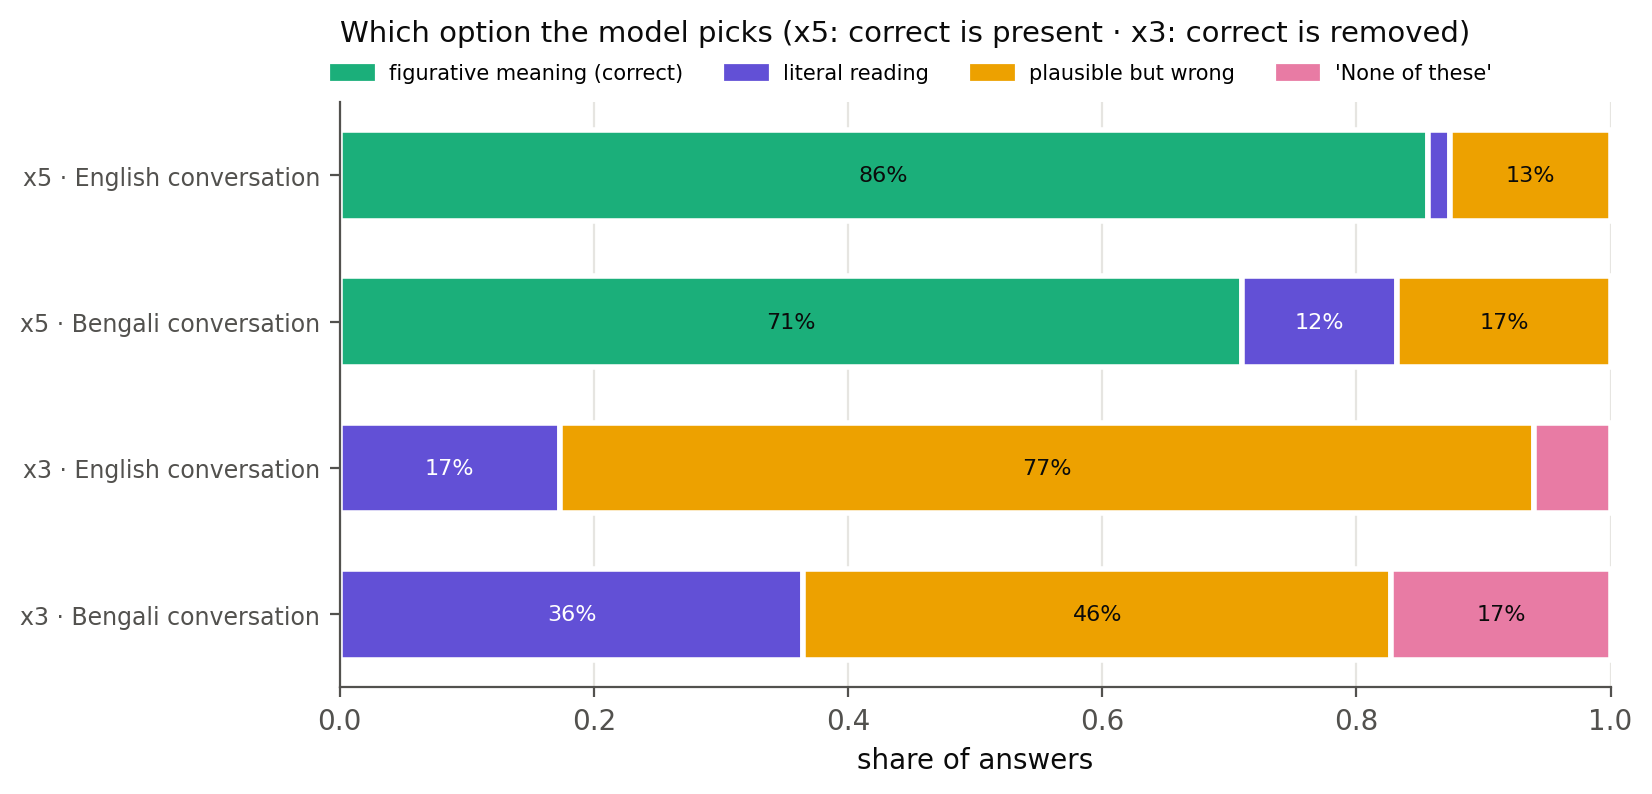 Which option the model picks (x5: correct is present · x3: correct is removed)
figurative meaning (correct) literal reading plausible but wrong 'None of these'
x5 · English conversation 86% 13%
x5 · Bengali conversation 71% 12% 17%
x3 · English conversation 17% 77%
x3 · Bengali conversation 36% 46% 17%
0.0 0.2 0.4 0.6 0.8 1.0
share of answers